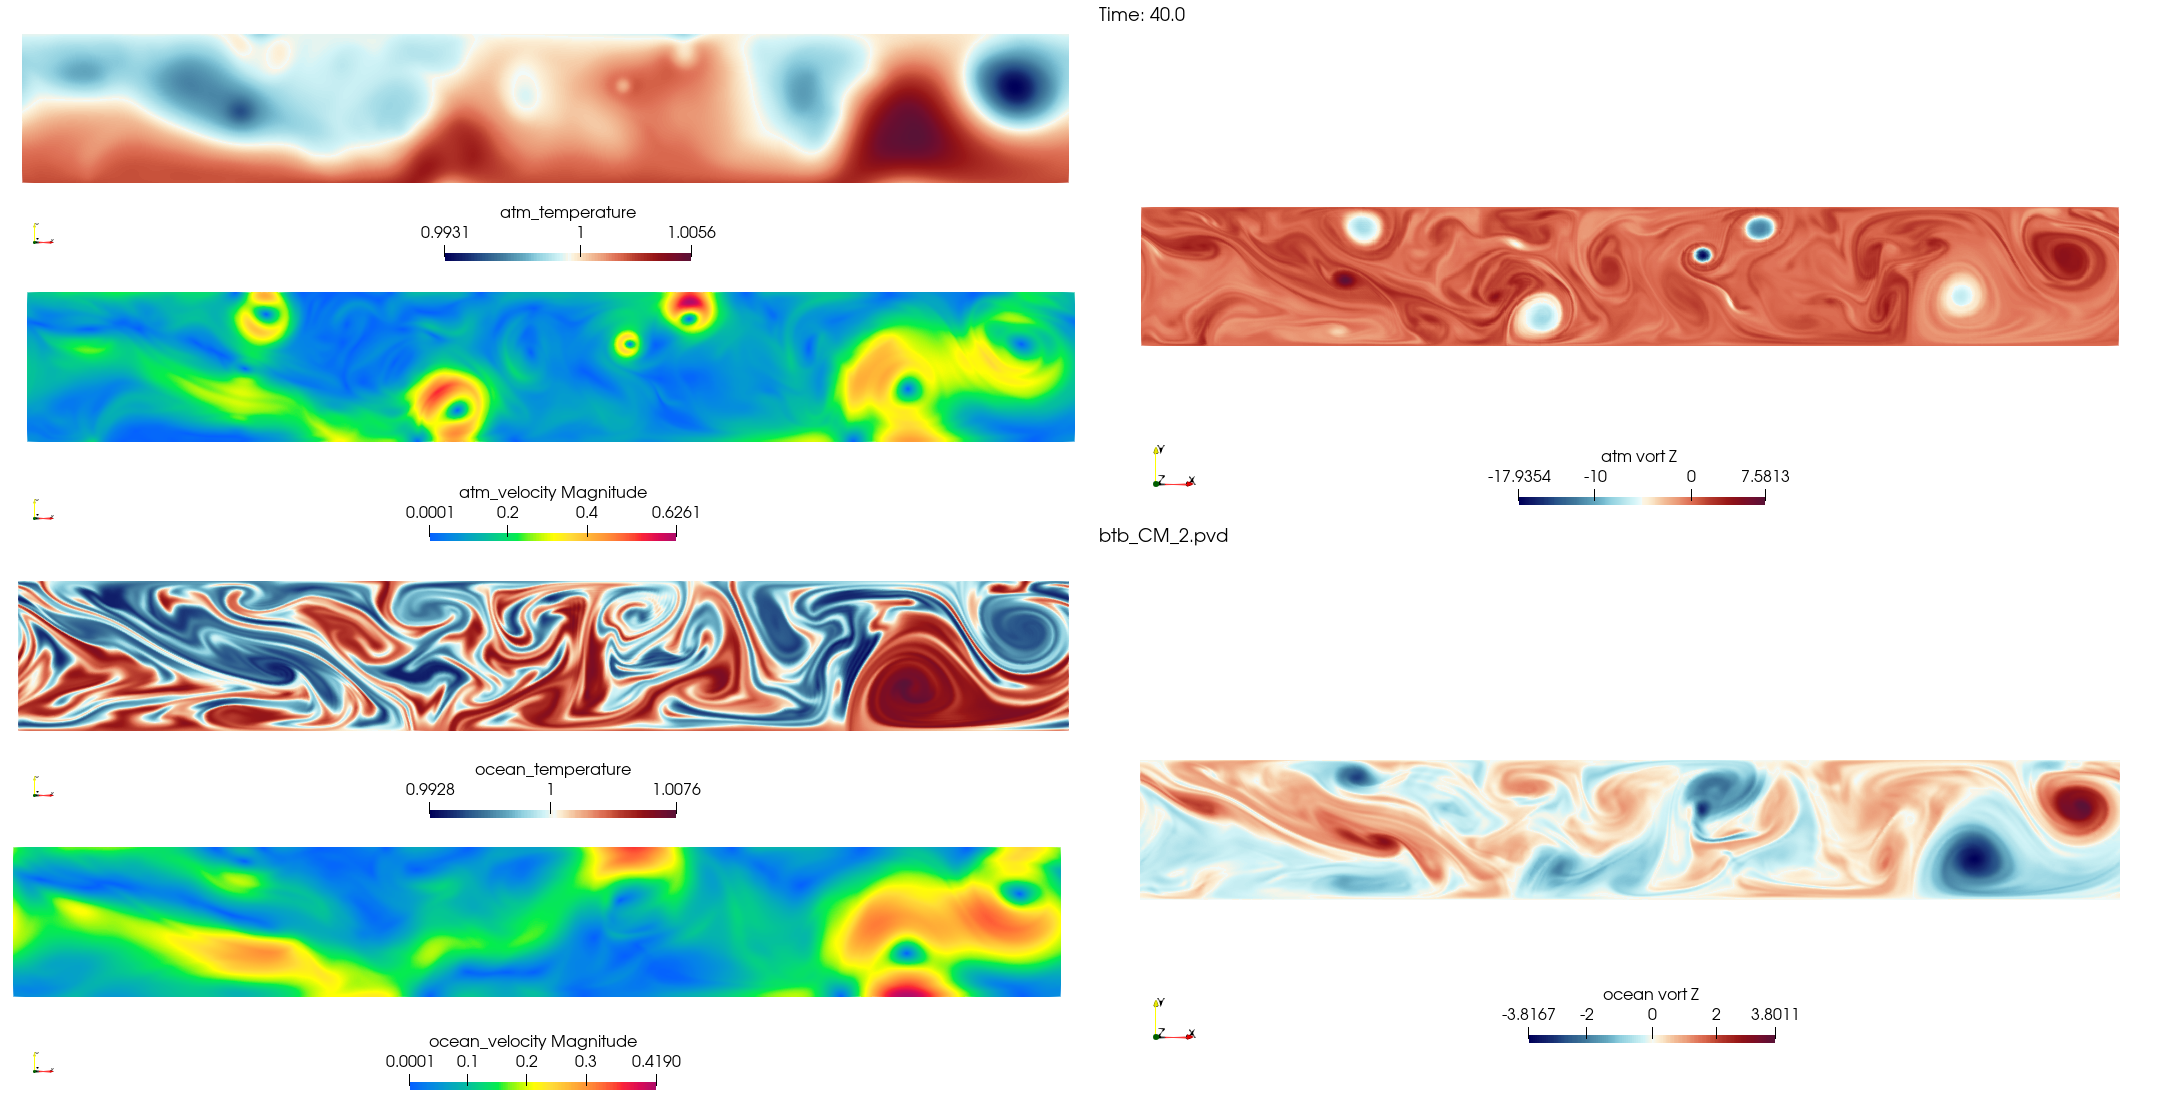 Time: 40.0
atm_temperature
0.9931 1 1.0056
atm_velocity Magnitude
0.0001 0.2 0.4 0.6261
ocean_temperature
0.9928 1 1.0076
ocean_velocity Magnitude
0.0001 0.1 0.2 0.3 0.4190
Y
Z X
atm vort Z
-17.9354 -10 0 7.5813
btb_CM_2.pvd
Y
Z X
ocean vort Z
-3.8167 -2 0 2 3.8011